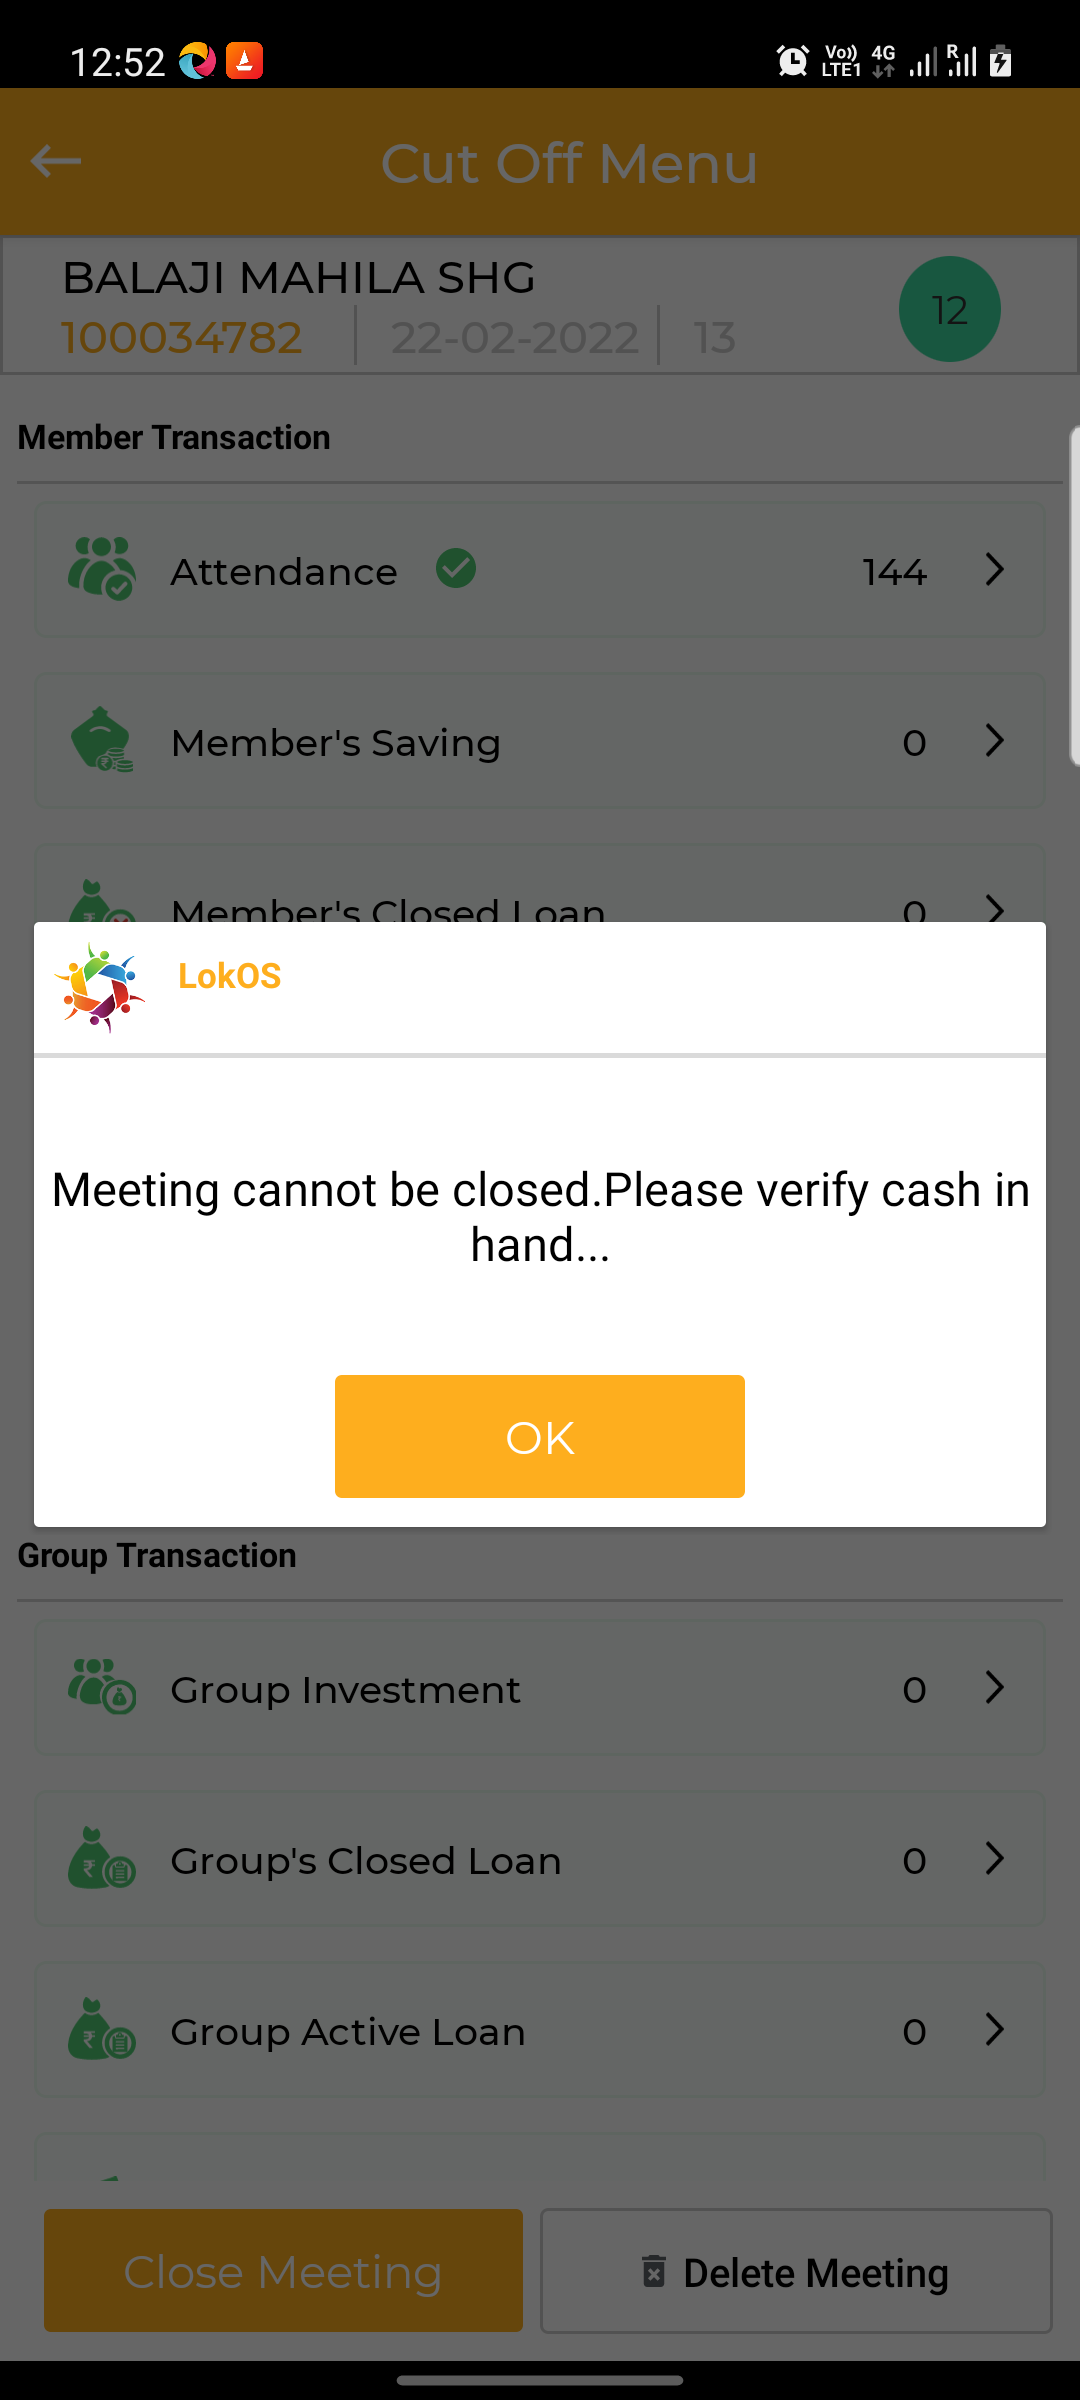 12:52
Vo)) LTE1 4G R
Cut Off Menu
BALAJI MAHILA SHG
100034782 22-02-2022 13
12
Member Transaction
Attendance 144
Member's Saving 0
Member's Closed Loan 0
LokOS
Meeting cannot be closed.Please verify cash in
hand...
OK
Group Transaction
Group Investment 0
Group's Closed Loan 0
Group Active Loan 0
Close Meeting
Delete Meeting